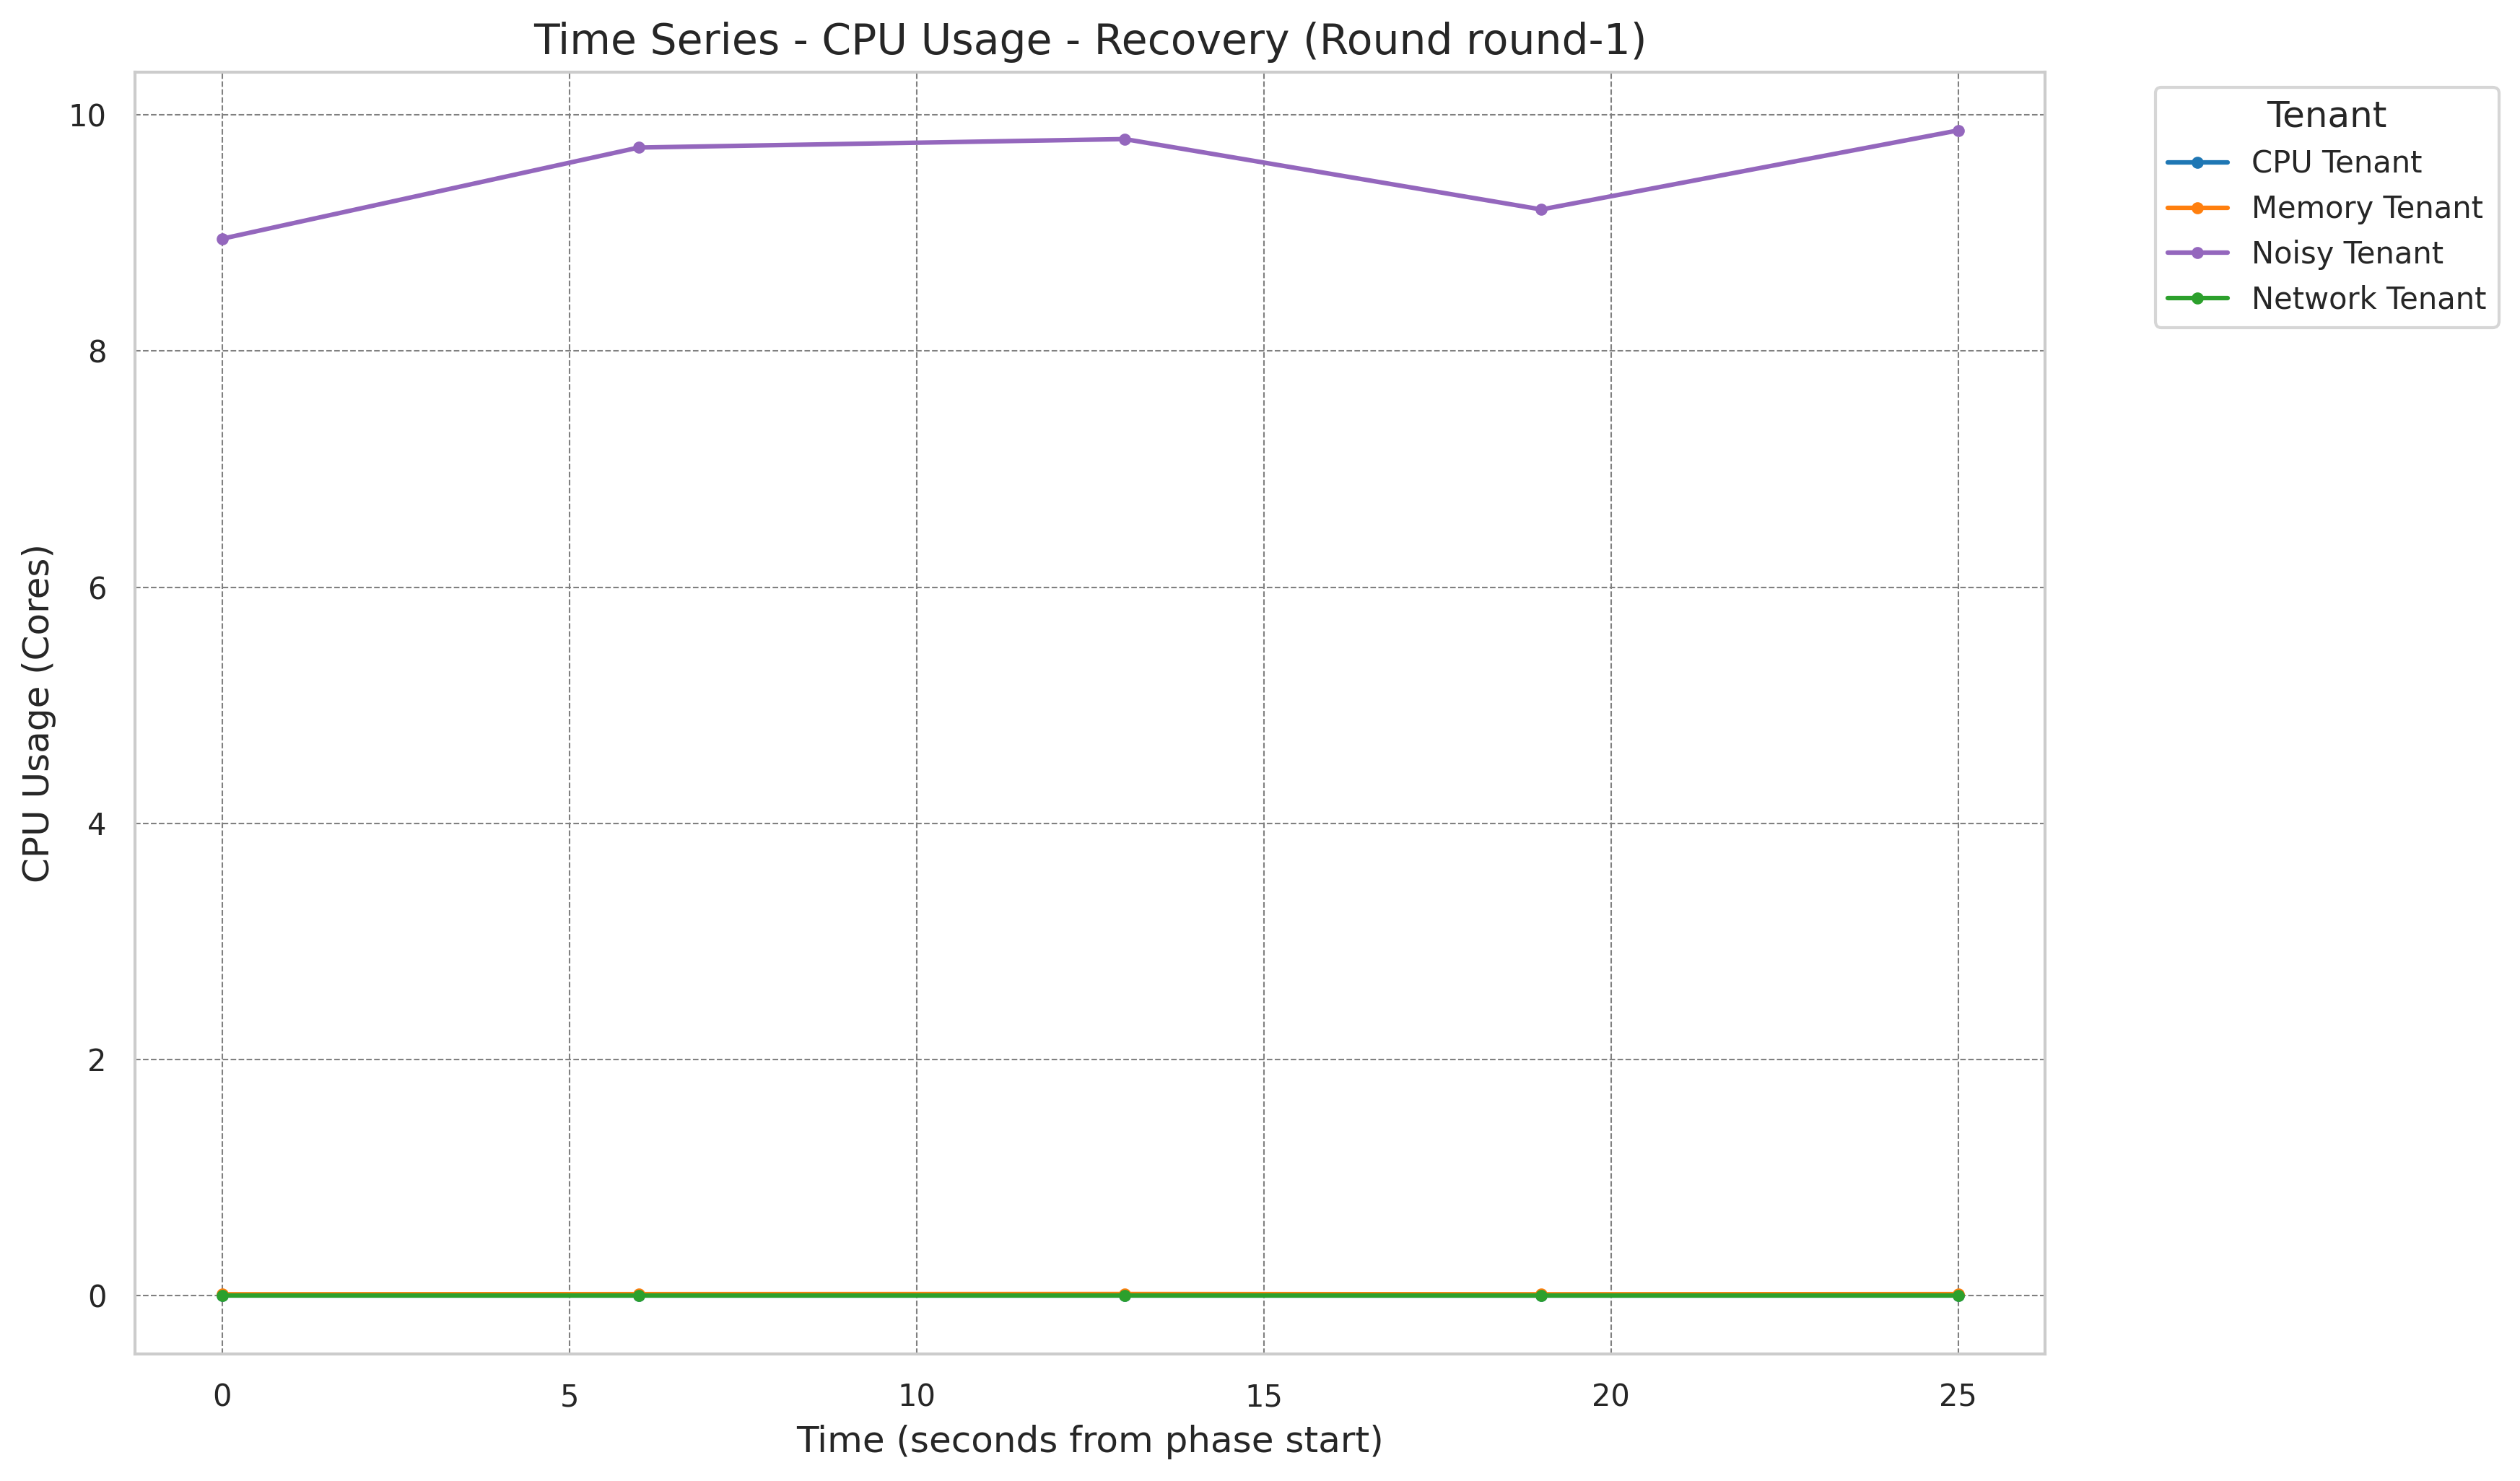 Time Series - CPU Usage - Recovery (Round round-1)
10
8
6
4
2
0
CPU Usage (Cores)
0 5 10 15 20 25
Time (seconds from phase start)
Tenant
CPU Tenant
Memory Tenant
Noisy Tenant
Network Tenant